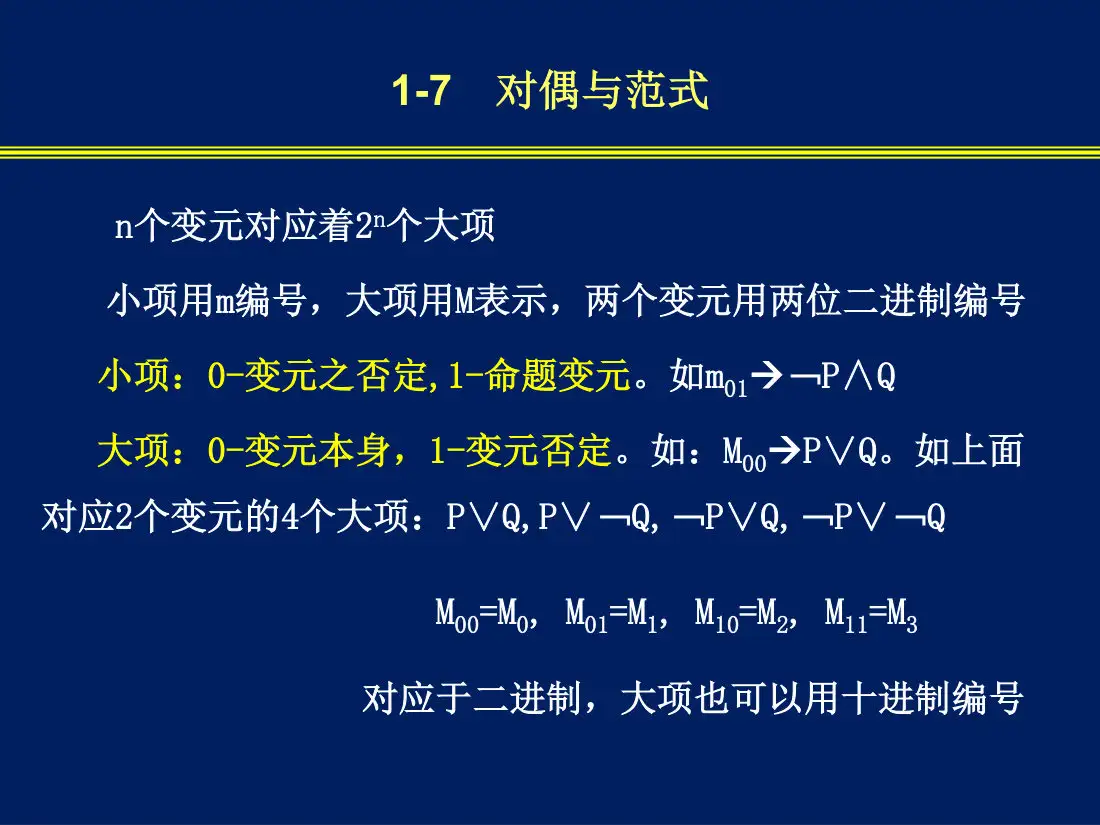 1-7 对偶与范式
n个变元对应着2ⁿ个大项
小项用m编号，大项用M表示，两个变元用两位二进制编号
小项：0-变元之否定,1-命题变元。如m₀₁→¬P∧Q
大项：0-变元本身，1-变元否定。如：M₀₀→P∨Q。如上面
对应2个变元的4个大项：P∨Q,P∨¬Q,¬P∨Q,¬P∨¬Q
M₀₀=M₀, M₀₁=M₁, M₁₀=M₂, M₁₁=M₃
对应于二进制，大项也可以用十进制编号